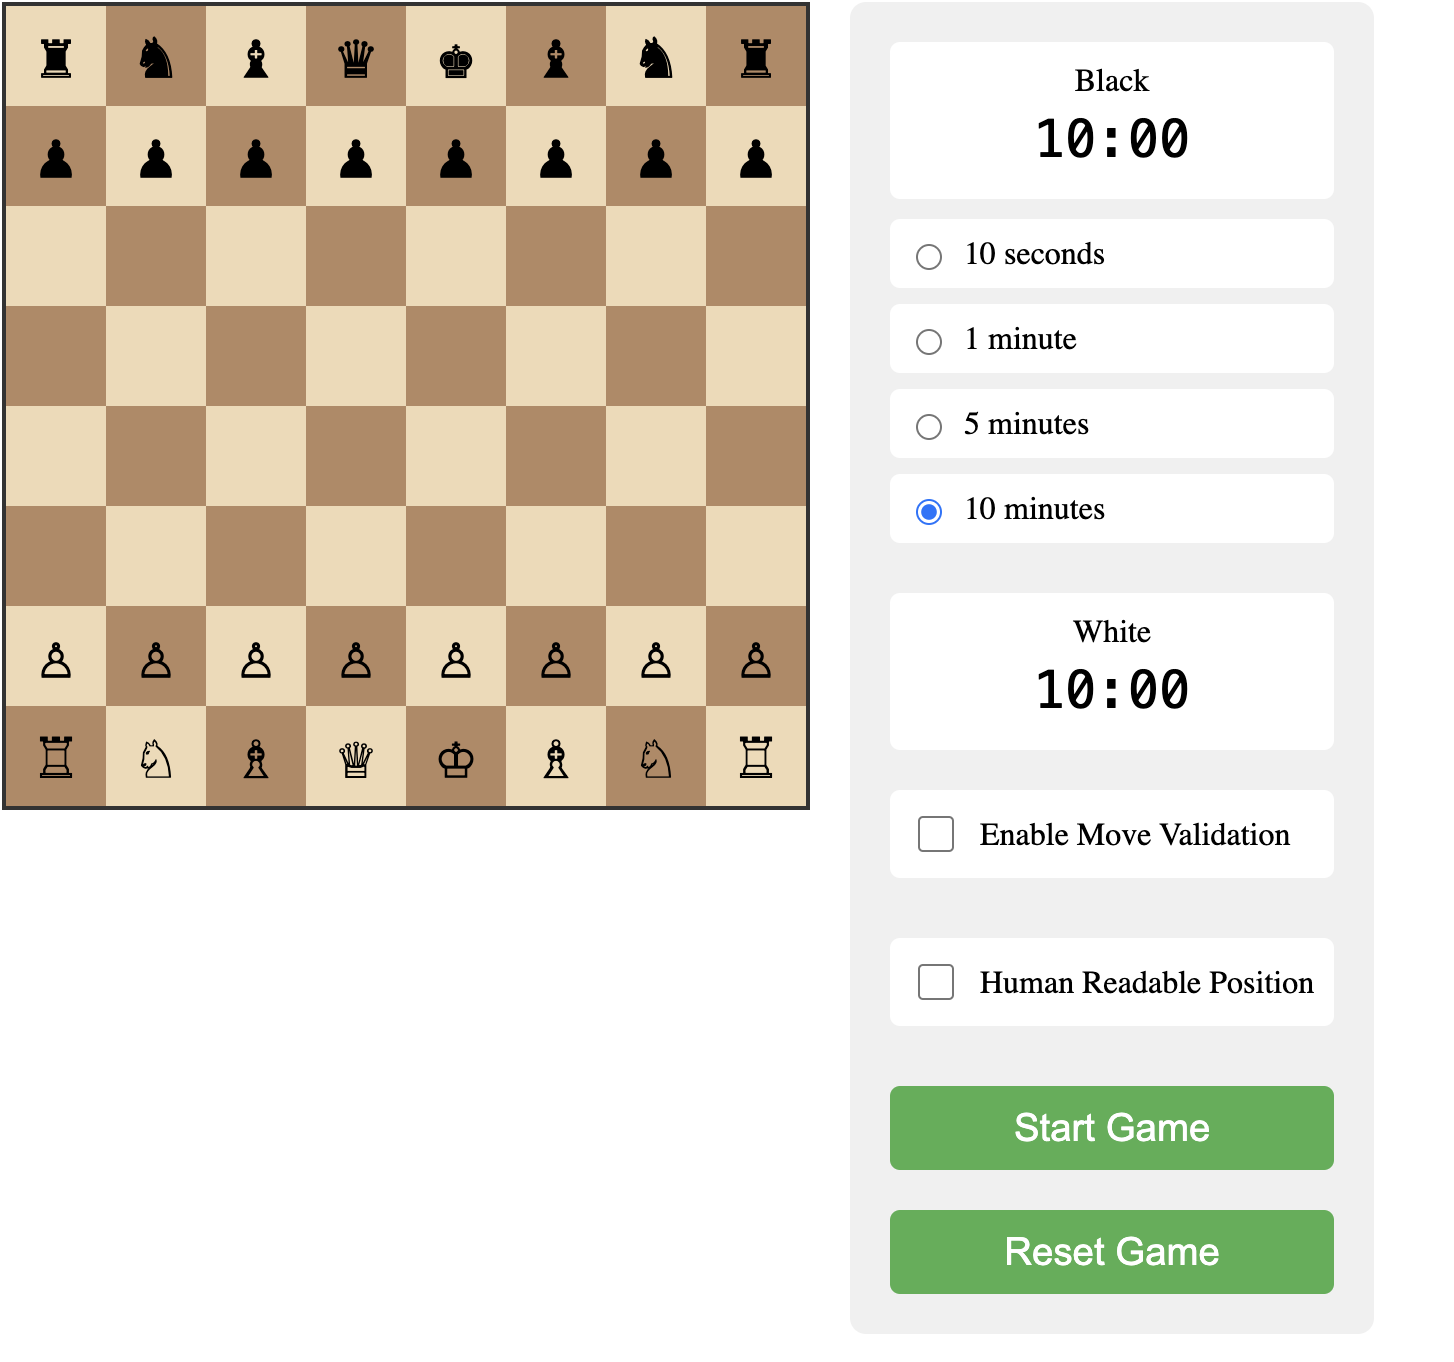 Black
10:00
10 seconds
1 minute
5 minutes
10 minutes
White
10:00
Enable Move Validation
Human Readable Position
Start Game
Reset Game